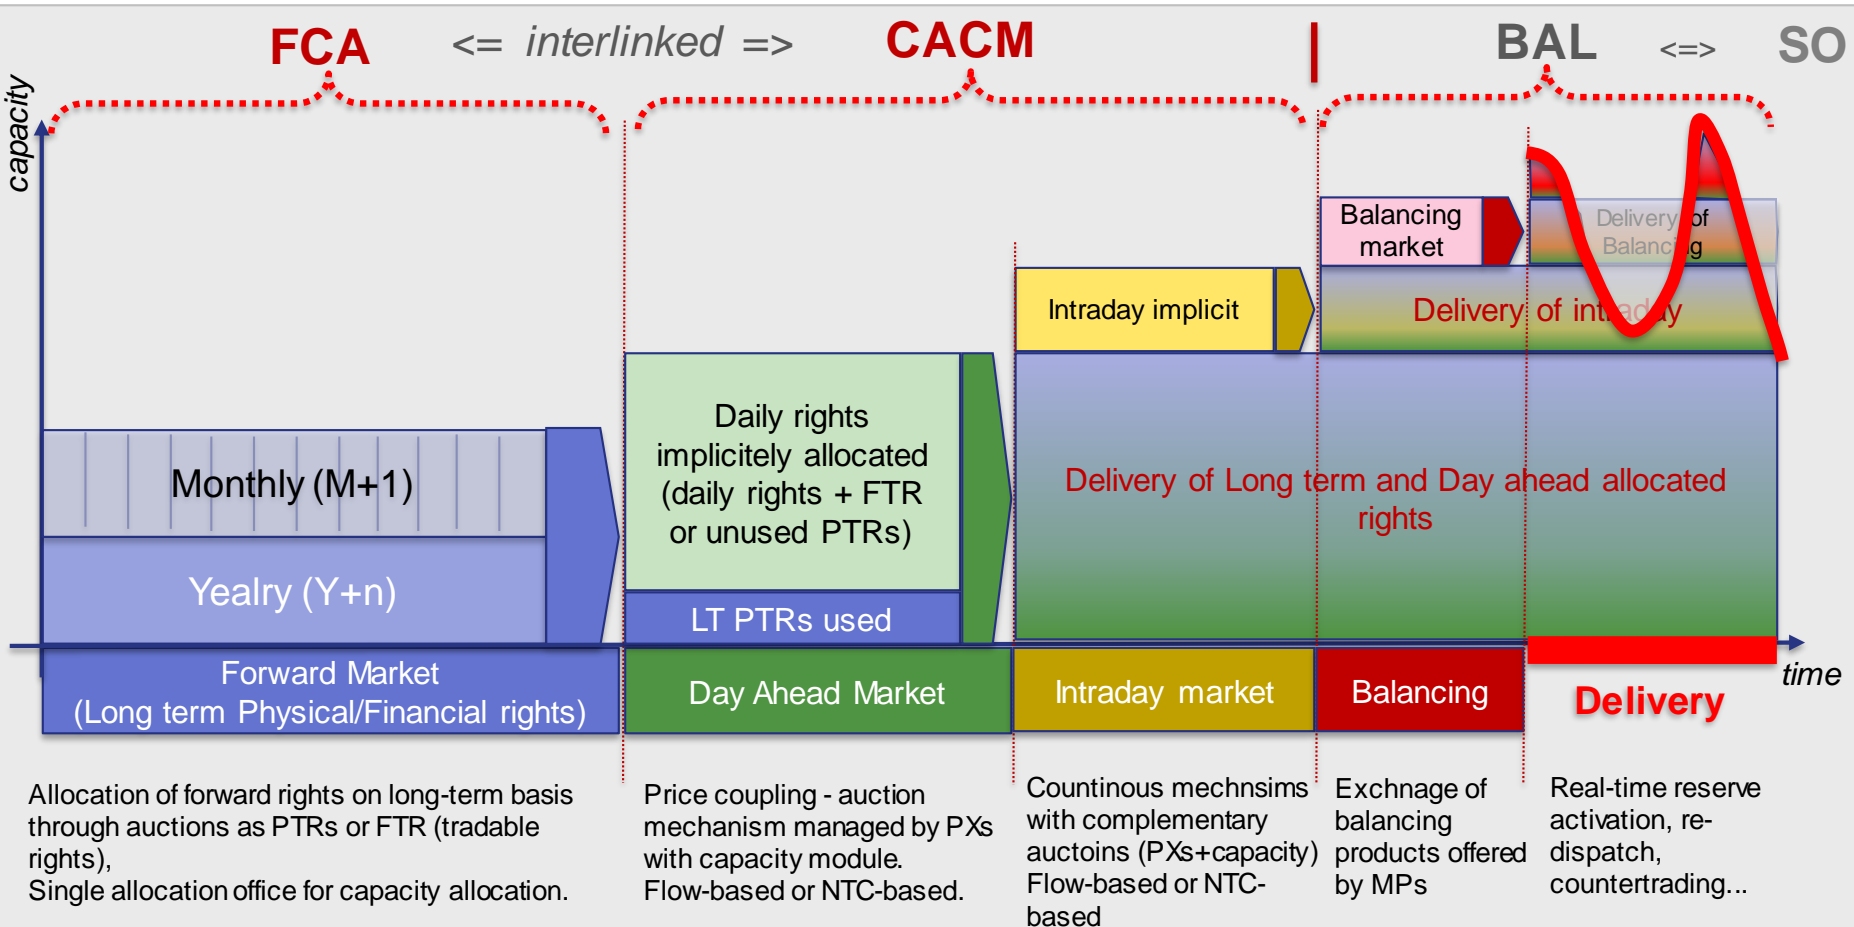 FCA <= interlinked => CACM | BAL <=> SO
capacity
Balancing
market
Delivery of
Balancing
Intraday implicit
Delivery of intraday
Daily rights
implicitely allocated
(daily rights + FTR
or unused PTRs)
Monthly (M+1)
Delivery of Long term and Day ahead allocated
rights
Yealry (Y+n)
LT PTRs used
time
Forward Market
(Long term Physical/Financial rights)
Day Ahead Market
Intraday market
Balancing
Delivery
Allocation of forward rights on long-term basis
through auctions as PTRs or FTR (tradable
rights),
Single allocation office for capacity allocation.
Price coupling - auction
mechanism managed by PXs
with capacity module.
Flow-based or NTC-based.
Countinous mechnsims
with complementary
auctoins (PXs+capacity)
Flow-based or NTC-
based
Exchnage of
balancing
products offered
by MPs
Real-time reserve
activation, re-
dispatch,
countertrading...